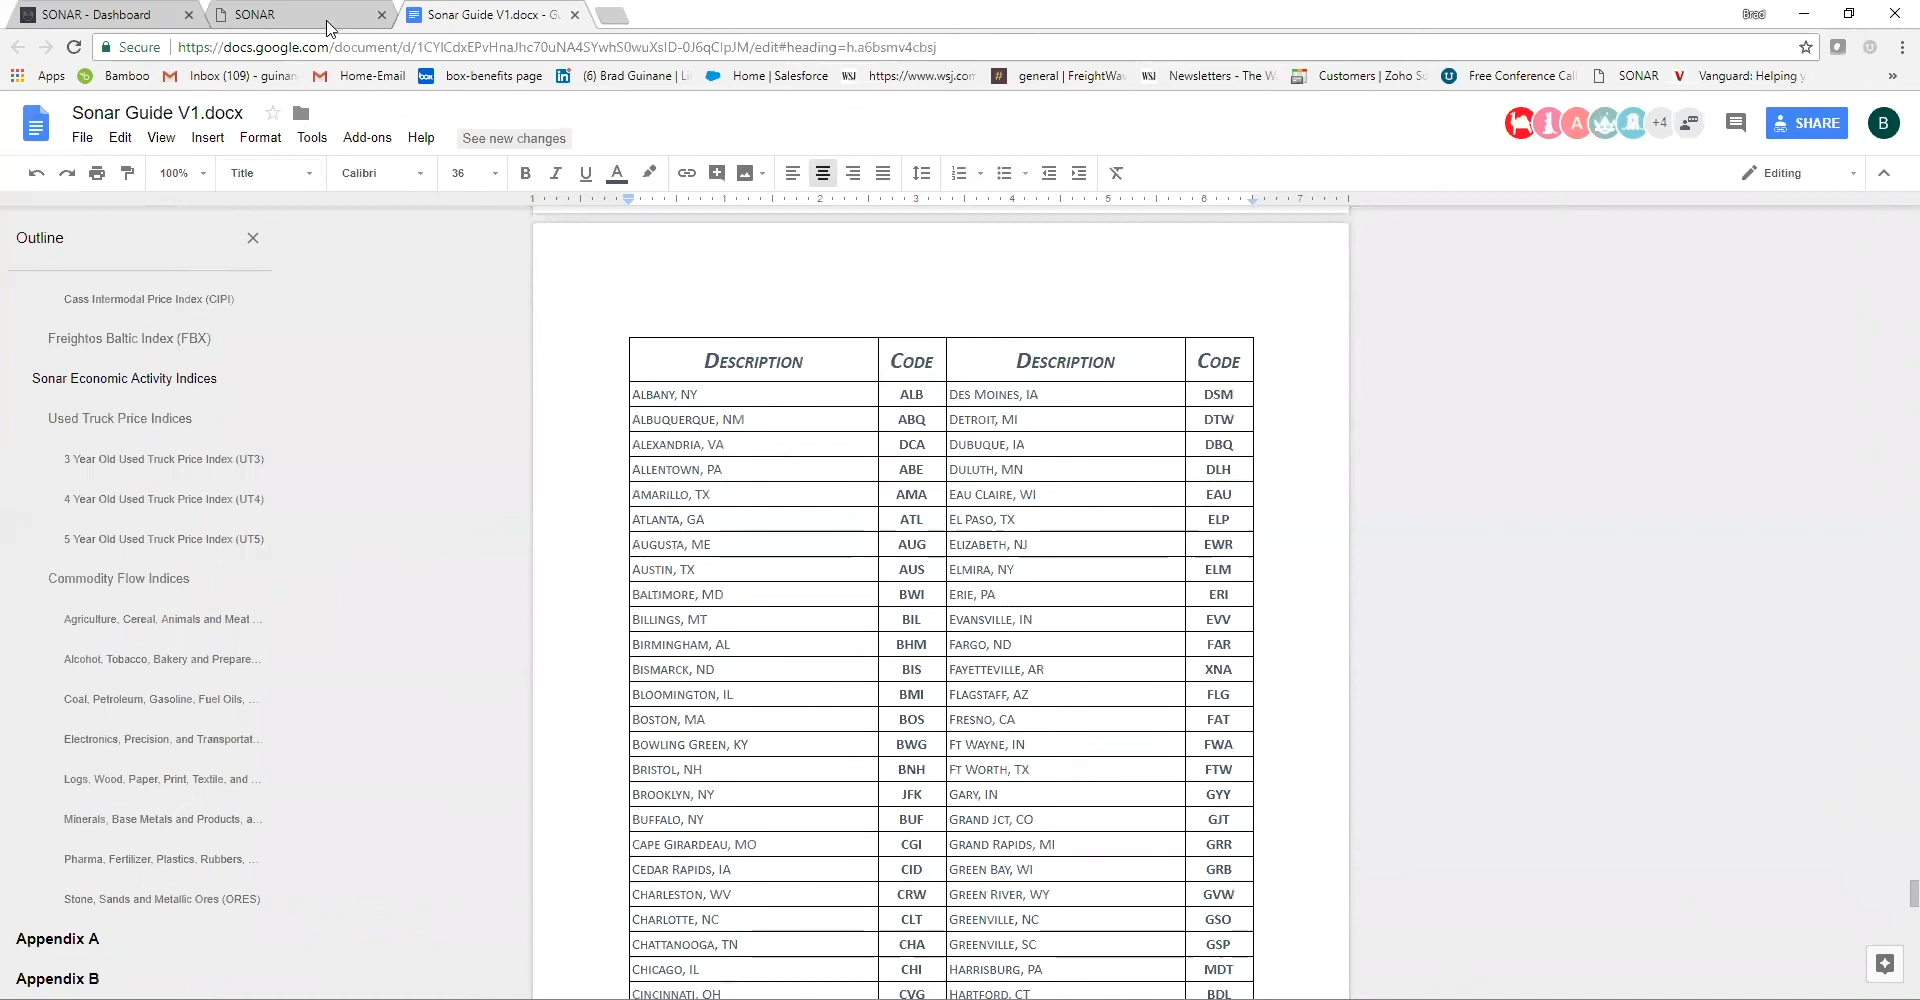 SONAR - Dashboard
SONAR
Sonar Guide V1.docx - G
Brad
Secure https://docs.google.com/document/d/1CYlCdxEPvHnaJhc70uNA4SYwhS0wuXsID-0J6qClpJM/edit#heading=h.a6bsmv4cbsj
Apps Bamboo Inbox (109) - guinan Home-Email box-benefits page (6) Brad Guinane | Li Home | Salesforce https://www.wsj.com general | FreightWav Newsletters - The W Customers | Zoho Su Free Conference Call SONAR Vanguard: Helping y
Sonar Guide V1.docx
File Edit View Insert Format Tools Add-ons Help See new changes
A +4 SHARE B
100% Title Calibri 36 B I U A Editing
1 1 2 3 4 5 6 7
Outline
Cass Intermodal Price Index (CIPI)
Freightos Baltic Index (FBX)
Sonar Economic Activity Indices
Used Truck Price Indices
3 Year Old Used Truck Price Index (UT3)
4 Year Old Used Truck Price Index (UT4)
5 Year Old Used Truck Price Index (UT5)
Commodity Flow Indices
Agriculture, Cereal, Animals and Meat ...
Alcohol, Tobacco, Bakery and Prepare...
Coal, Petroleum, Gasoline, Fuel Oils, ...
Electronics, Precision, and Transportat...
Logs, Wood, Paper, Print, Textile, and ...
Minerals, Base Metals and Products, a...
Pharma, Fertilizer, Plastics, Rubbers, ...
Stone, Sands and Metallic Ores (ORES)
Appendix A
Appendix B
DESCRIPTION CODE DESCRIPTION CODE
ALBANY, NY ALB DES MOINES, IA DSM
ALBUQUERQUE, NM ABQ DETROIT, MI DTW
ALEXANDRIA, VA DCA DUBUQUE, IA DBQ
ALLENTOWN, PA ABE DULUTH, MN DLH
AMARILLO, TX AMA EAU CLAIRE, WI EAU
ATLANTA, GA ATL EL PASO, TX ELP
AUGUSTA, ME AUG ELIZABETH, NJ EWR
AUSTIN, TX AUS ELMIRA, NY ELM
BALTIMORE, MD BWI ERIE, PA ERI
BILLINGS, MT BIL EVANSVILLE, IN EVV
BIRMINGHAM, AL BHM FARGO, ND FAR
BISMARCK, ND BIS FAYETTEVILLE, AR XNA
BLOOMINGTON, IL BMI FLAGSTAFF, AZ FLG
BOSTON, MA BOS FRESNO, CA FAT
BOWLING GREEN, KY BWG FT WAYNE, IN FWA
BRISTOL, NH BNH FT WORTH, TX FTW
BROOKLYN, NY JFK GARY, IN GYY
BUFFALO, NY BUF GRAND JCT, CO GJT
CAPE GIRARDEAU, MO CGI GRAND RAPIDS, MI GRR
CEDAR RAPIDS, IA CID GREEN BAY, WI GRB
CHARLESTON, WV CRW GREEN RIVER, WY GVW
CHARLOTTE, NC CLT GREENVILLE, NC GSO
CHATTANOOGA, TN CHA GREENVILLE, SC GSP
CHICAGO, IL CHI HARRISBURG, PA MDT
CINCINNATI, OH CVG HARTFORD, CT BDL